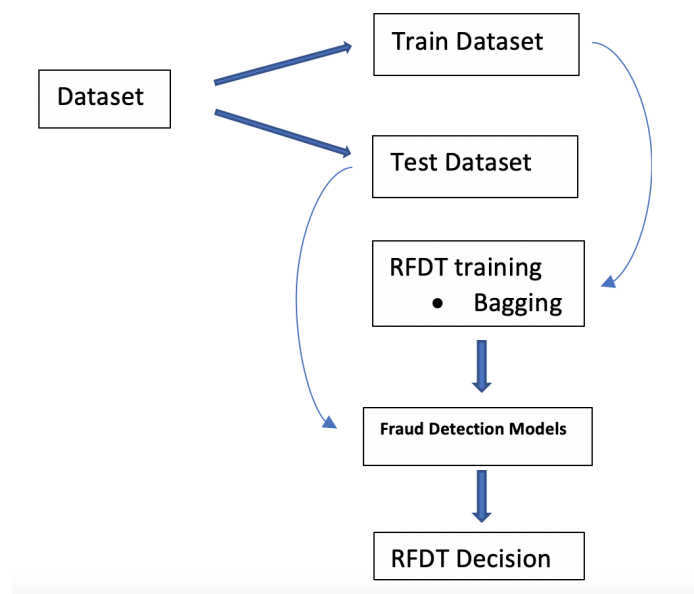 Train Dataset
Dataset
Test Dataset
RFDT training
• Bagging
Fraud Detection Models
RFDT Decision